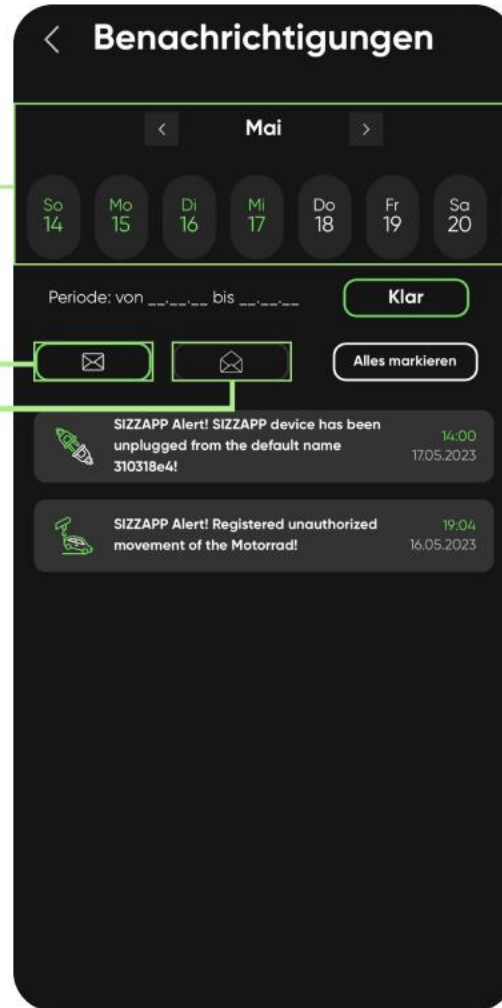 Benachrichtigungen
Mai
So Mo Di Mi Do Fr Sa
14 15 16 17 18 19 20
Periode: von __.__.__ bis __.__.__ Klar
Alles markieren
SIZZAPP Alert! SIZZAPP device has been
unplugged from the default name
310318e4!
14:00
17.05.2023
SIZZAPP Alert! Registered unauthorized
movement of the Motorrad!
19:04
16.05.2023